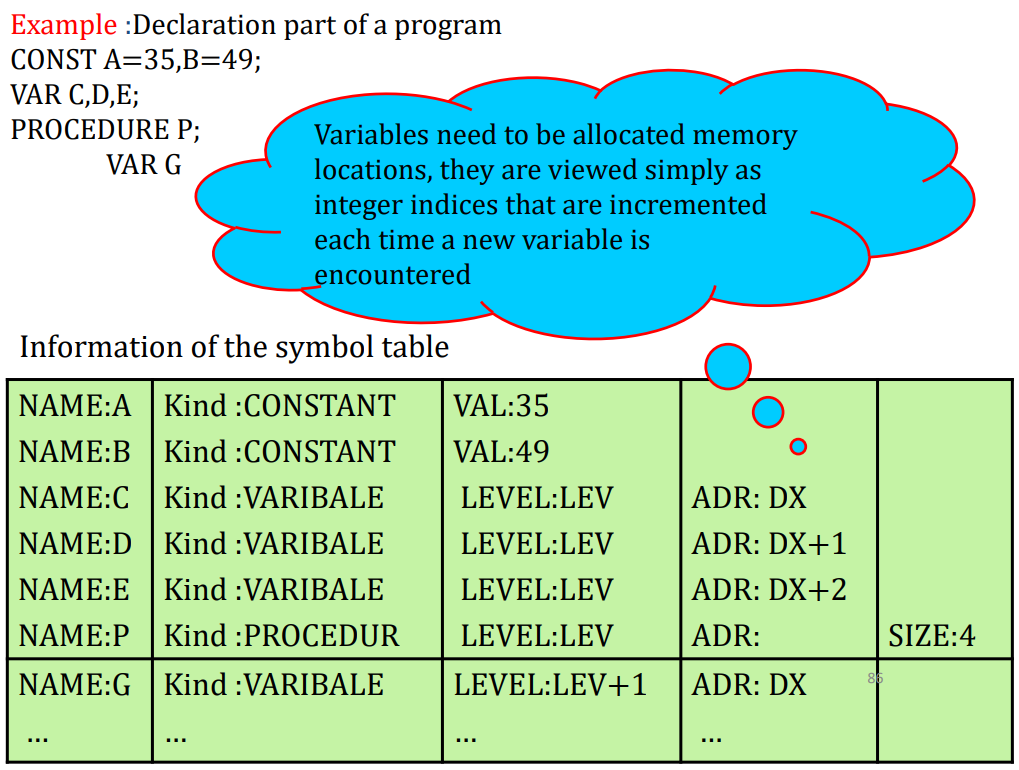 Example :Declaration part of a program
CONST A=35,B=49;
VAR C,D,E;
PROCEDURE P;
VAR G
Variables need to be allocated memory
locations, they are viewed simply as
integer indices that are incremented
each time a new variable is
encountered
Information of the symbol table
NAME:A Kind :CONSTANT VAL:35
NAME:B Kind :CONSTANT VAL:49
NAME:C Kind :VARIBALE LEVEL:LEV ADR: DX
NAME:D Kind :VARIBALE LEVEL:LEV ADR: DX+1
NAME:E Kind :VARIBALE LEVEL:LEV ADR: DX+2
NAME:P Kind :PROCEDUR LEVEL:LEV ADR: SIZE:4
NAME:G Kind :VARIBALE LEVEL:LEV+1 ADR: DX 86
... ... ... ...